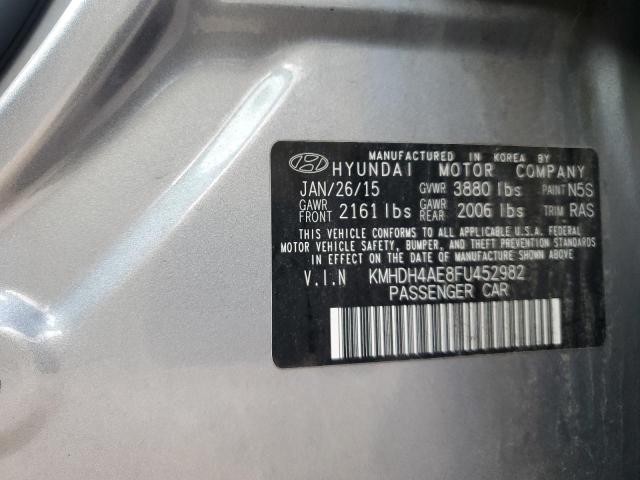 MANUFACTURED IN KOREA BY
HYUNDAI MOTOR COMPANY
JAN/26/15 GVWR 3880 lbs PAINT N5S
GAWR FRONT 2161 lbs GAWR REAR 2006 lbs TRIM RAS
THIS VEHICLE CONFORMS TO ALL APPLICABLE U.S.A. FEDERAL
MOTOR VEHICLE SAFETY, BUMPER, AND THEFT PREVENTION STANDARDS
IN EFFECT ON THE DATE OF MANUFACTURE SHOWN ABOVE.
V.I.N KMHDH4AE8FU452982
PASSENGER CAR